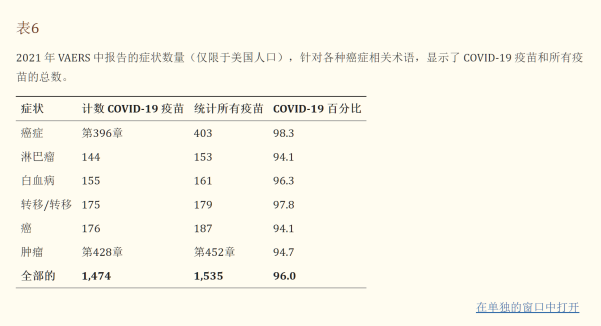 表6
2021 年 VAERS 中报告的症状数量（仅限于美国人口），针对各种癌症相关术语，显示了 COVID-19 疫苗和所有疫
苗的总数。
症状 计数 COVID-19 疫苗 统计所有疫苗 COVID-19 百分比
癌症 第396章 403 98.3
淋巴瘤 144 153 94.1
白血病 155 161 96.3
转移/转移 175 179 97.8
癌 176 187 94.1
肿瘤 第428章 第452章 94.7
全部的 1,474 1,535 96.0
在单独的窗口中打开